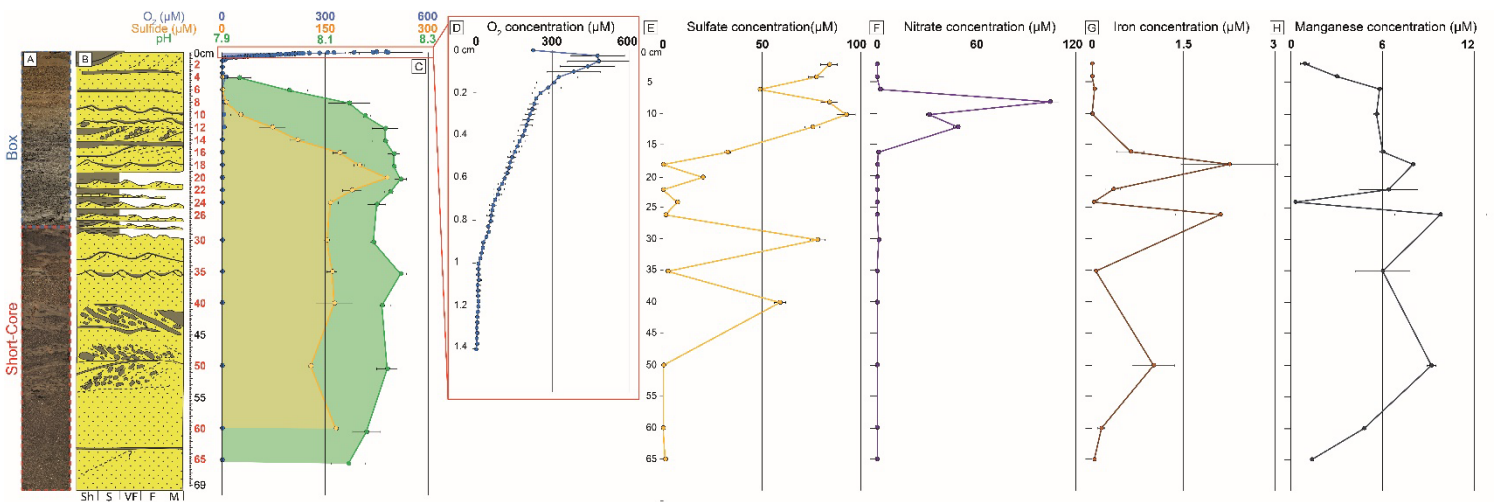 O₂ (µM)
0 300 600
Sulfide (µM)
0 150 300
pH
7.9 8.1 8.3
A
B
C
Box
Short-Core
0cm
2
4
6
8
10
12
14
16
18
20
22
24
26
30
35
40
45
50
55
60
65
69
Sh S VF F M
?
D
O₂ concentration (µM)
0 300 600
0 cm
0.2
0.4
0.6
0.8
1.0
1.2
1.4
E
Sulfate concentration(µM)
50 100
0 cm
5
10
15
20
25
30
35
40
45
50
55
60
65
F
Nitrate concentration (µM)
60 120
G
Iron concentration (µM)
0 1.5 3
H
Manganese concentration (µM)
0 6 12